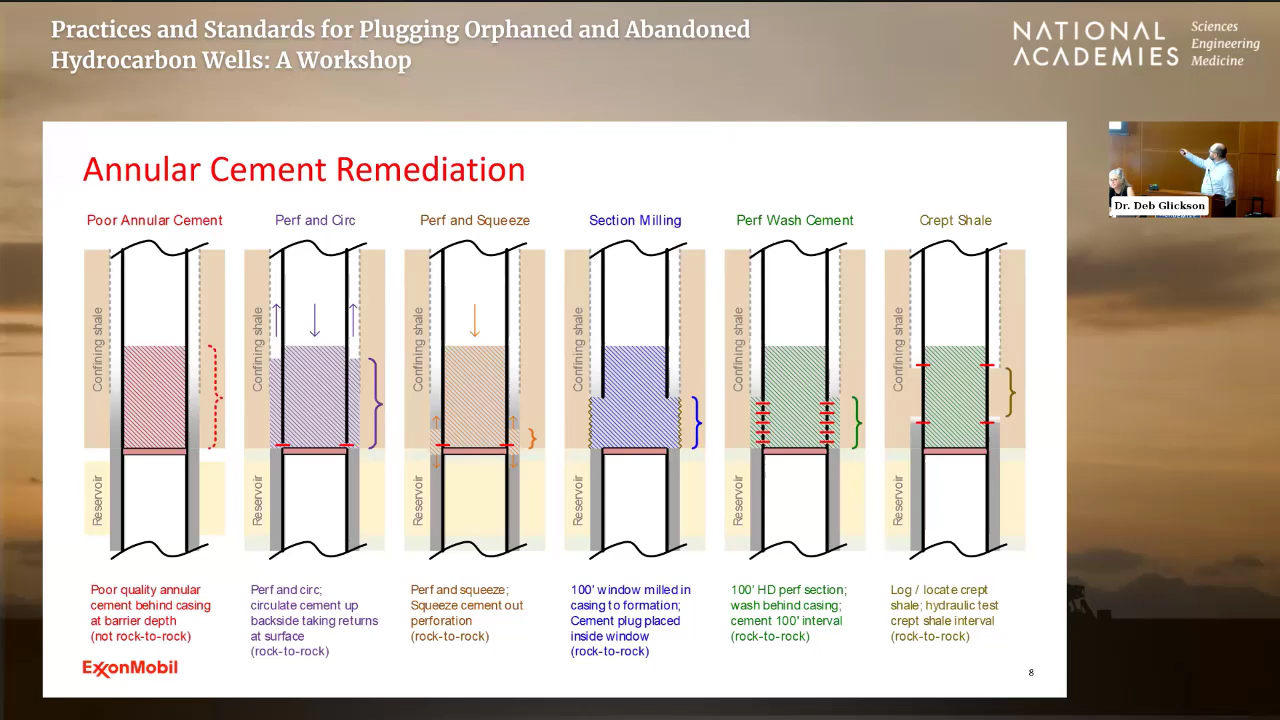 Practices and Standards for Plugging Orphaned and Abandoned
Hydrocarbon Wells: A Workshop
NATIONAL
ACADEMIES
Sciences
Engineering
Medicine
Annular Cement Remediation
Poor Annular Cement
Perf and Circ
Perf and Squeeze
Section Milling
Perf Wash Cement
Crept Shale
Confining shale
Confining shale
Confining shale
Confining shale
Confining shale
Confining shale
Reservoir
Reservoir
Reservoir
Reservoir
Reservoir
Reservoir
Poor quality annular
cement behind casing
at barrier depth
(not rock-to-rock)
Perf and circ;
circulate cement up
backside taking returns
at surface
(rock-to-rock)
Perf and squeeze;
Squeeze cement out
perforation
(rock-to-rock)
100' window milled in
casing to formation;
Cement plug placed
inside window
(rock-to-rock)
100' HD perf section;
wash behind casing;
cement 100' interval
(rock-to-rock)
Log / locate crept
shale; hydraulic test
crept shale interval
(rock-to-rock)
ExxonMobil
8
Dr. Deb Glickson